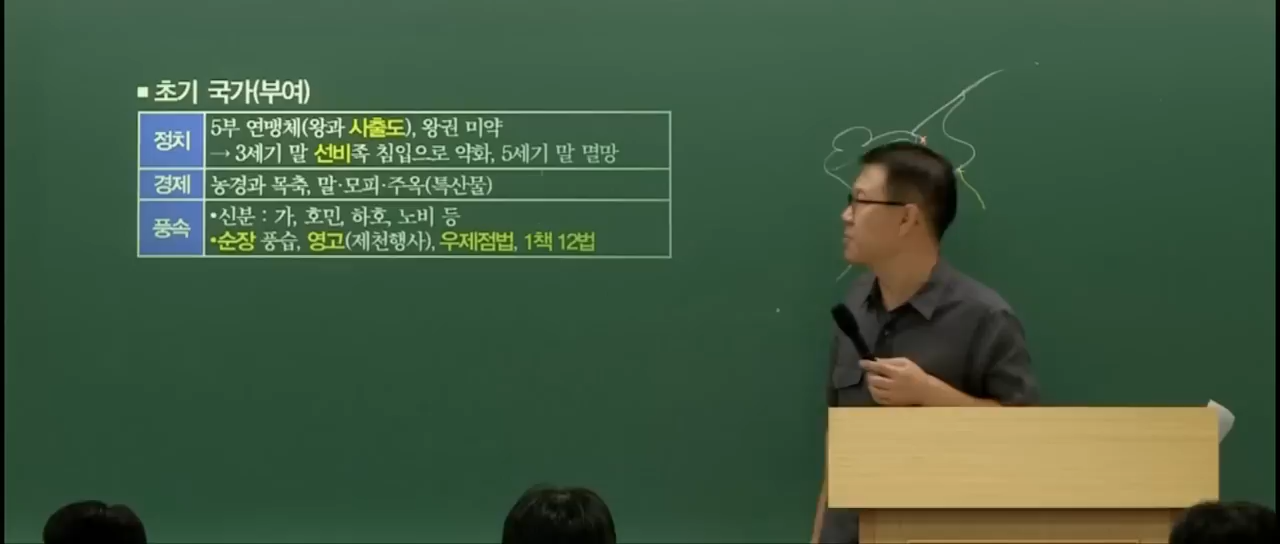 ■ 초기 국가(부여)
정치
5부 연맹체(왕과 사출도), 왕권 미약
→ 3세기 말 선비족 침입으로 약화, 5세기 말 멸망
경제
농경과 목축, 말·모피·주옥(특산물)
풍속
•신분 : 가, 호민, 하호, 노비 등
•순장 풍습, 영고(제천행사), 우제점법, 1책 12법